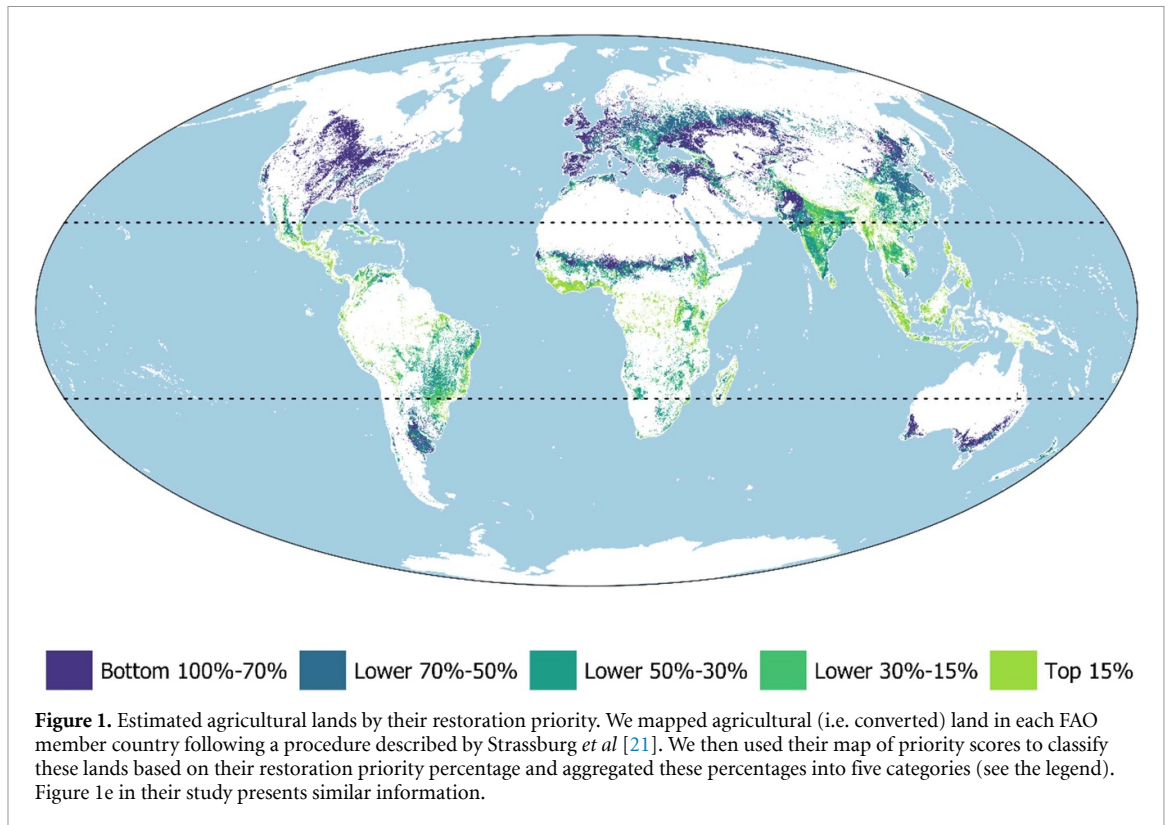 Bottom 100%-70% Lower 70%-50% Lower 50%-30% Lower 30%-15% Top 15%
Figure 1. Estimated agricultural lands by their restoration priority. We mapped agricultural (i.e. converted) land in each FAO
member country following a procedure described by Strassburg et al [21]. We then used their map of priority scores to classify
these lands based on their restoration priority percentage and aggregated these percentages into five categories (see the legend).
Figure 1e in their study presents similar information.